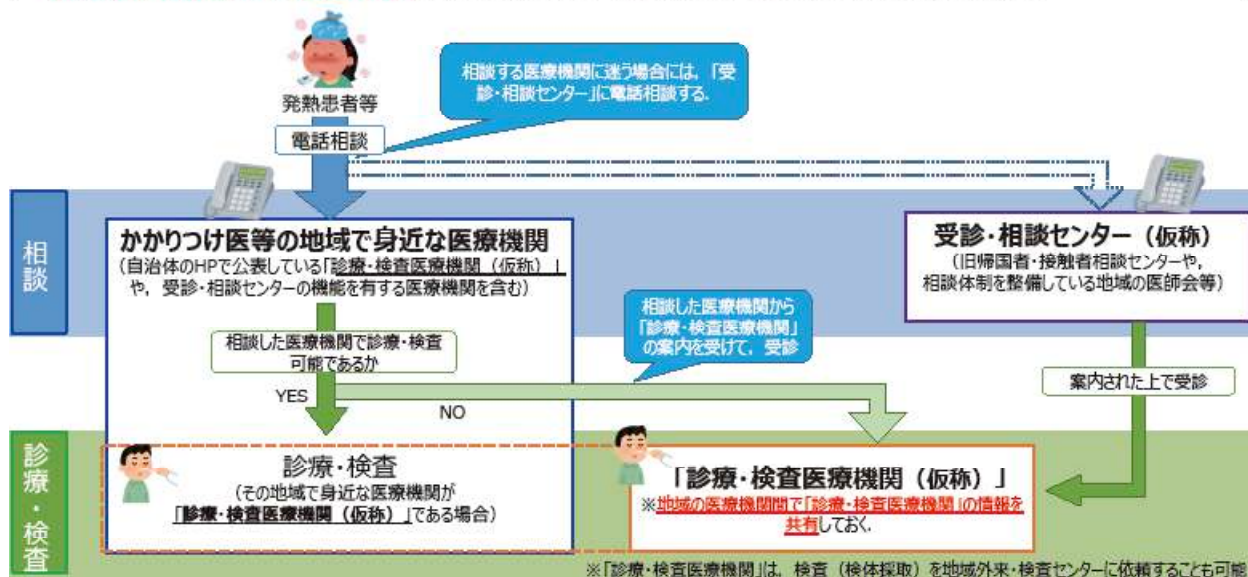 発熱患者等
電話相談
相談する医療機関に迷う場合には，「受
診・相談センター」に電話相談する．
相談
かかりつけ医等の地域で身近な医療機関
（自治体のHPで公表している「診療・検査医療機関（仮称）」
や，受診・相談センターの機能を有する医療機関を含む）
受診・相談センター（仮称）
（旧帰国者・接触者相談センターや，
相談体制を整備している地域の医師会等）
相談した医療機関から
「診療・検査医療機関」
の案内を受けて，受診
相談した医療機関で診療・検査
可能であるか
案内された上で受診
YES
NO
診療・検査
診療・検査
（その地域で身近な医療機関が
「診療・検査医療機関（仮称）」である場合）
「診療・検査医療機関（仮称）」
※地域の医療機関間で「診療・検査医療機関」の情報を
共有しておく．
※「診療・検査医療機関」は，検査（検体採取）を地域外来・検査センターに依頼することも可能